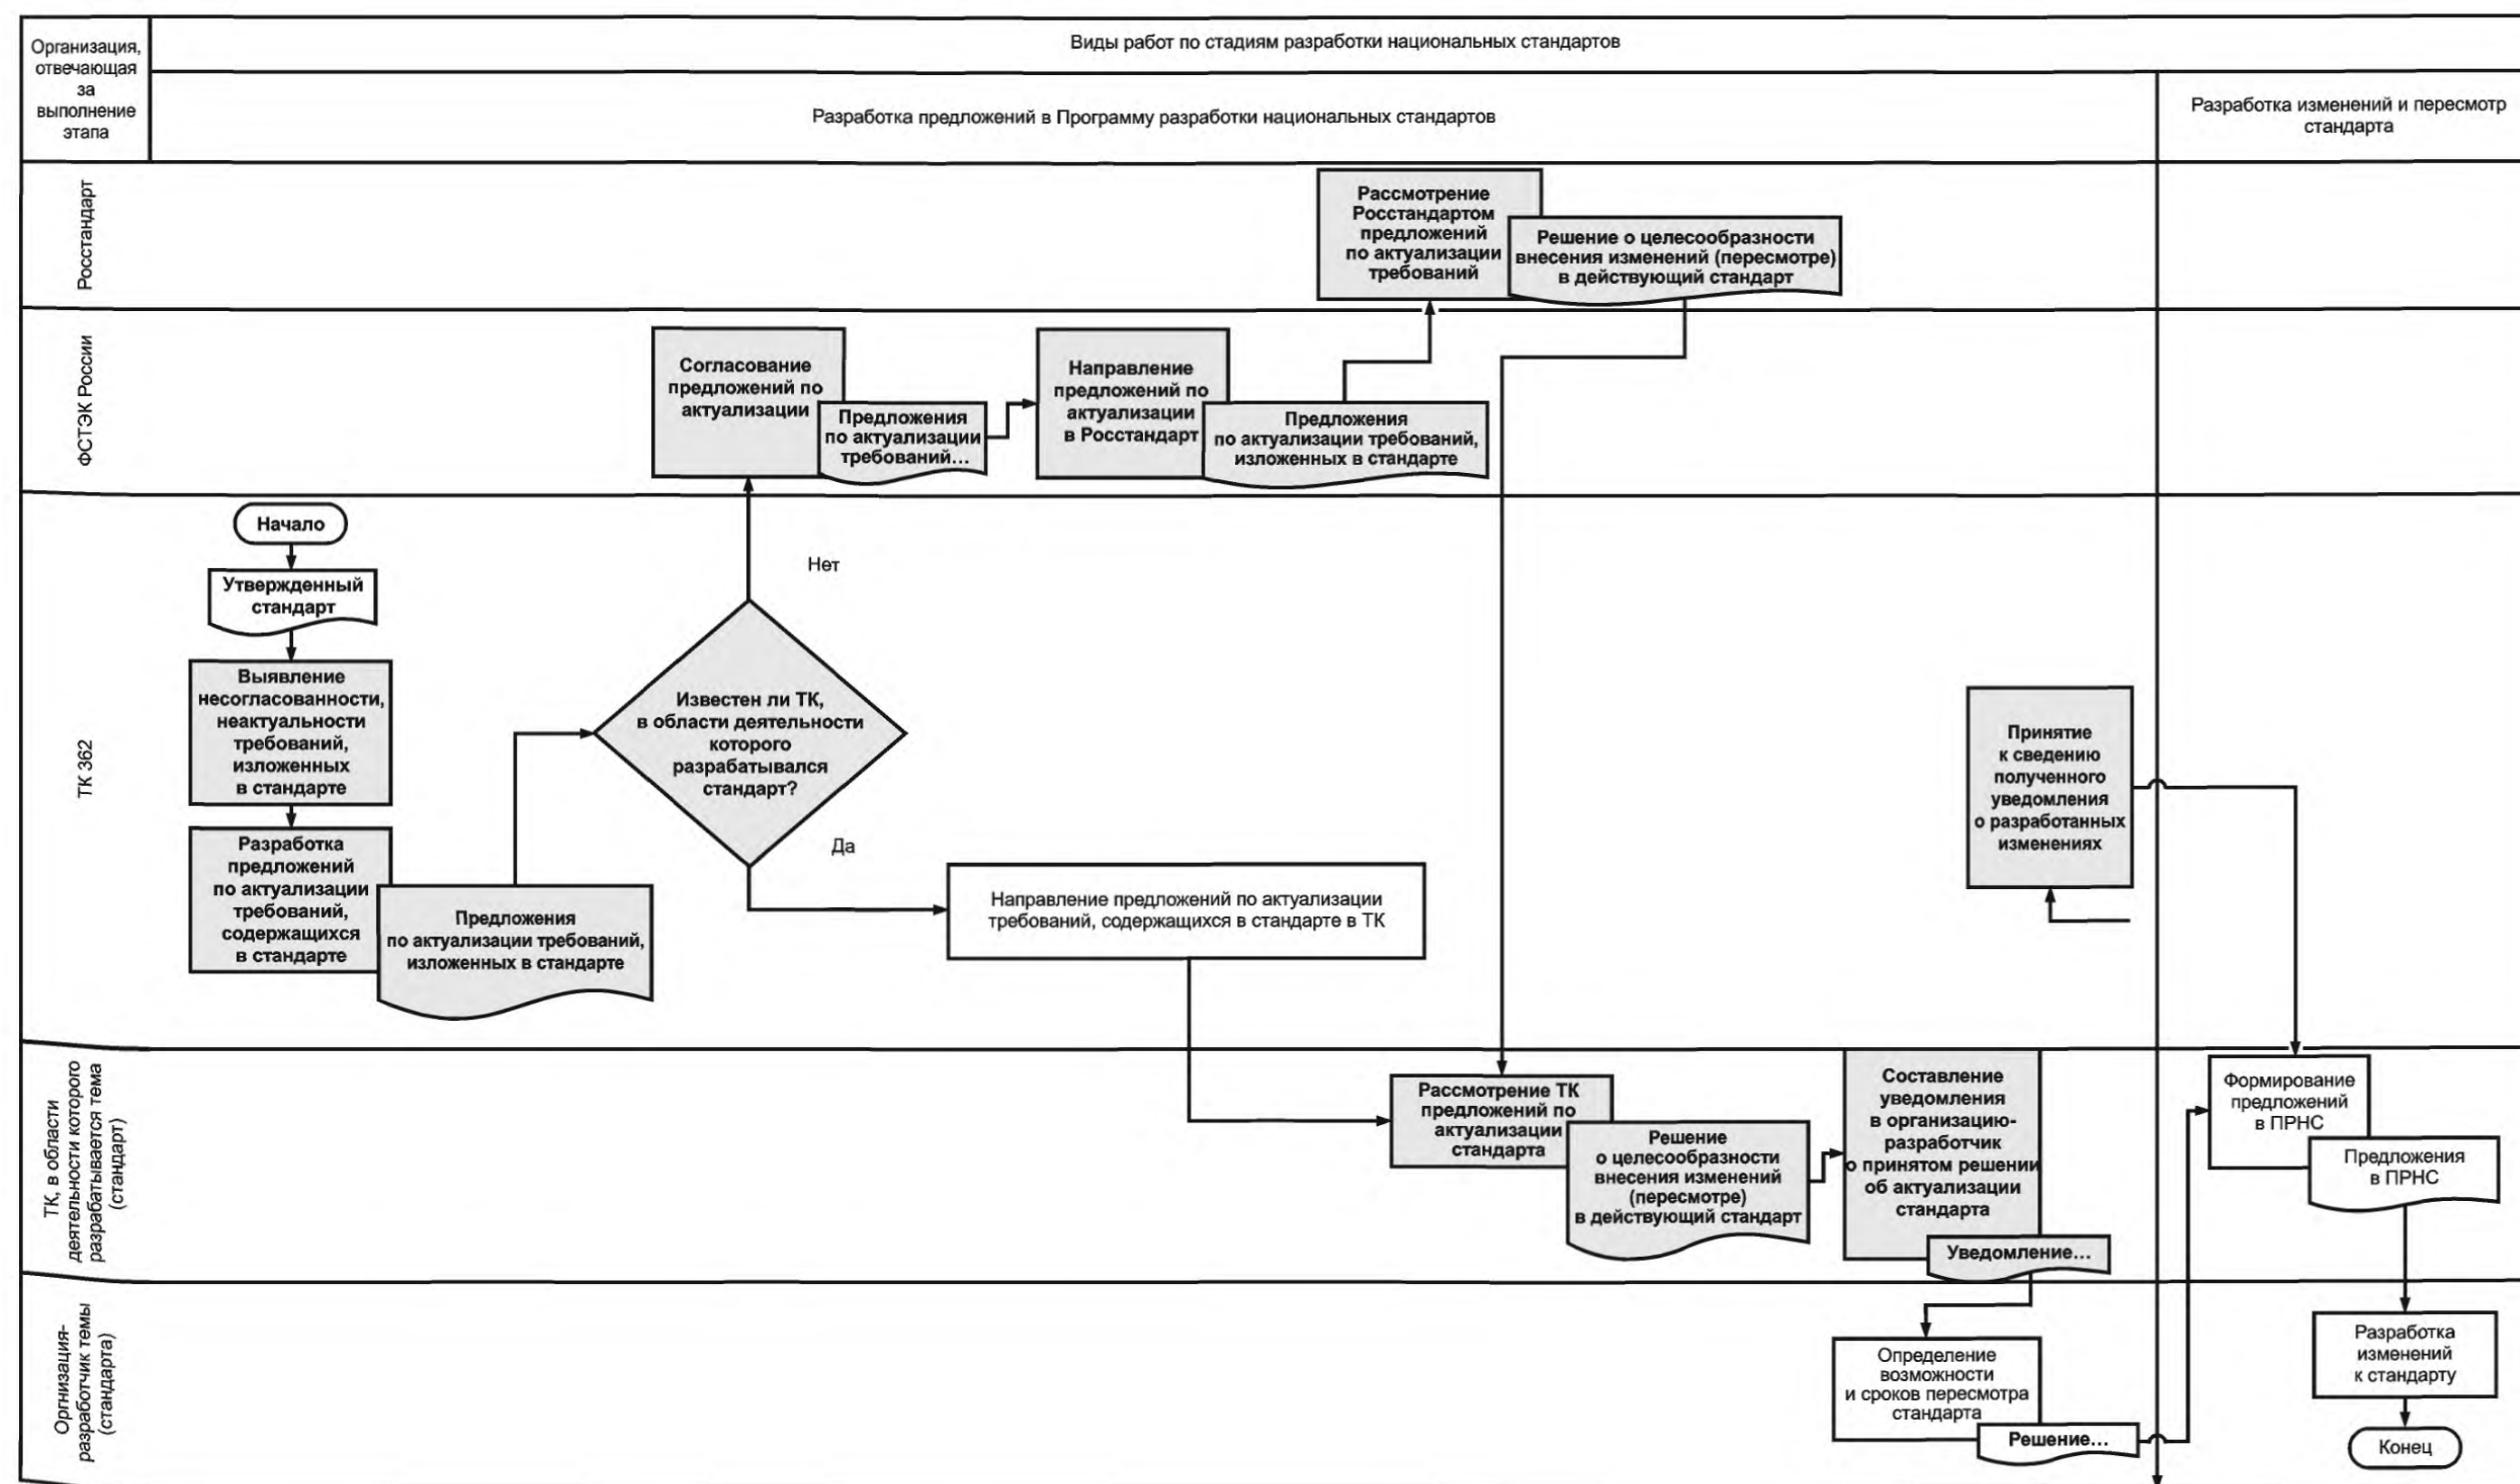 Организация,
отвечающая
за
выполнение
этапа
Виды работ по стадиям разработки национальных стандартов
Разработка предложений в Программу разработки национальных стандартов
Разработка изменений и пересмотр
стандарта
Росстандарт
Рассмотрение
Росстандартом
предложений
по актуализации
требований
Решение о целесообразности
внесения изменений (пересмотре)
в действующий стандарт
ФСТЭК России
Согласование
предложений по
актуализации
Предложения
по актуализации
требований...
Направление
предложений по
актуализации
в Росстандарт
Предложения
по актуализации требований,
изложенных в стандарте
ТК 362
Начало
Утвержденный
стандарт
Выявление
несогласованности,
неактуальности
требований,
изложенных
в стандарте
Разработка
предложений
по актуализации
требований,
содержащихся
в стандарте
Предложения
по актуализации требований,
изложенных в стандарте
Известен ли ТК,
в области деятельности
которого
разрабатывался
стандарт?
Нет
Да
Направление предложений по актуализации
требований, содержащихся в стандарте в ТК
Принятие
к сведению
полученного
уведомления
о разработанных
изменениях
ТК, в области
деятельности которого
разрабатывается тема
(стандарт)
Рассмотрение ТК
предложений по
актуализации
стандарта
Решение
о целесообразности
внесения изменений
(пересмотре)
в действующий стандарт
Составление
уведомления
в организацию-
разработчик
о принятом решении
об актуализации
стандарта
Уведомление...
Формирование
предложений
в ПРНС
Предложения
в ПРНС
Оргнизация-
разработчик темы
(стандарта)
Определение
возможности
и сроков пересмотра
стандарта
Решение...
Разработка
изменений
к стандарту
Конец